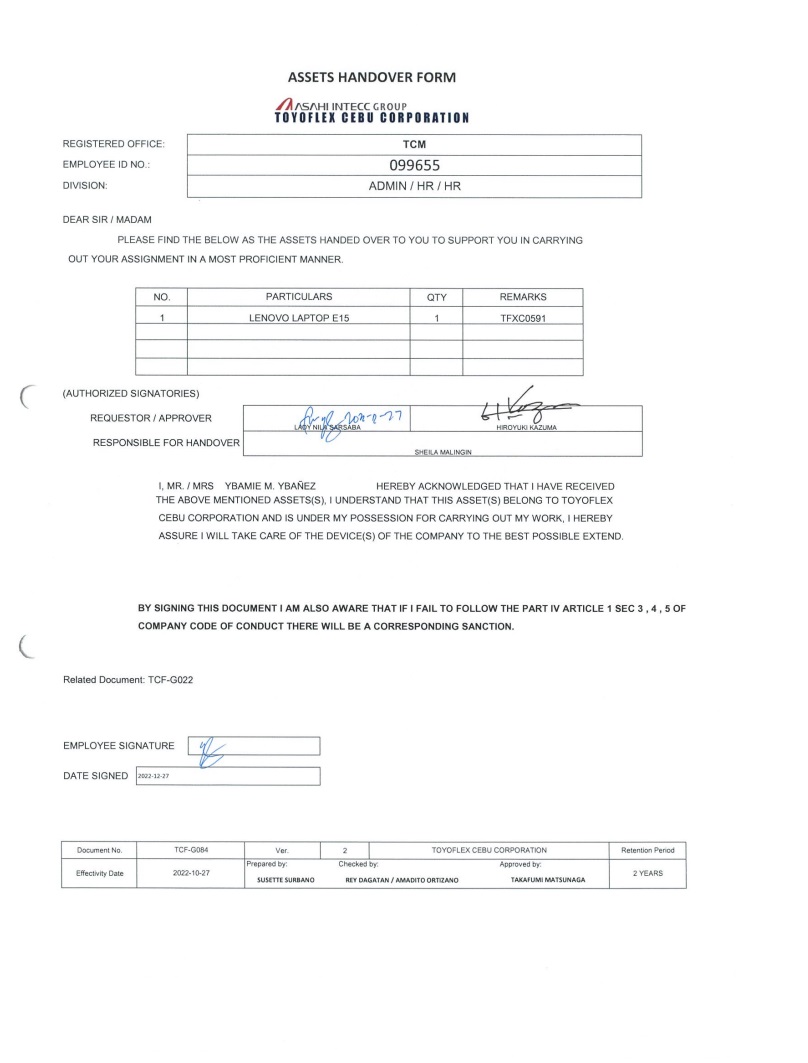 ASSETS HANDOVER FORM
ASAHI INTECC GROUP
TOYOFLEX CEBU CORPORATION
REGISTERED OFFICE: TCM
EMPLOYEE ID NO.: 099655
DIVISION: ADMIN / HR / HR
DEAR SIR / MADAM
PLEASE FIND THE BELOW AS THE ASSETS HANDED OVER TO YOU TO SUPPORT YOU IN CARRYING
OUT YOUR ASSIGNMENT IN A MOST PROFICIENT MANNER.
NO. PARTICULARS QTY REMARKS
1 LENOVO LAPTOP E15 1 TFXC0591
(AUTHORIZED SIGNATORIES)
REQUESTOR / APPROVER LADY NILA SARSABA HIROYUKI KAZUMA
RESPONSIBLE FOR HANDOVER
SHEILA MALINGIN
I, MR. / MRS YBAMIE M. YBAÑEZ HEREBY ACKNOWLEDGED THAT I HAVE RECEIVED
THE ABOVE MENTIONED ASSETS(S), I UNDERSTAND THAT THIS ASSET(S) BELONG TO TOYOFLEX
CEBU CORPORATION AND IS UNDER MY POSSESSION FOR CARRYING OUT MY WORK, I HEREBY
ASSURE I WILL TAKE CARE OF THE DEVICE(S) OF THE COMPANY TO THE BEST POSSIBLE EXTEND.
BY SIGNING THIS DOCUMENT I AM ALSO AWARE THAT IF I FAIL TO FOLLOW THE PART IV ARTICLE 1 SEC 3 , 4 , 5 OF
COMPANY CODE OF CONDUCT THERE WILL BE A CORRESPONDING SANCTION.
Related Document: TCF-G022
EMPLOYEE SIGNATURE
DATE SIGNED 2022-12-27
Document No. TCF-G084 Ver. 2 TOYOFLEX CEBU CORPORATION Retention Period
Effectivity Date 2022-10-27 Prepared by: Checked by: Approved by: 2 YEARS
SUSETTE SURBANO REY DAGATAN / AMADITO ORTIZANO TAKAFUMI MATSUNAGA